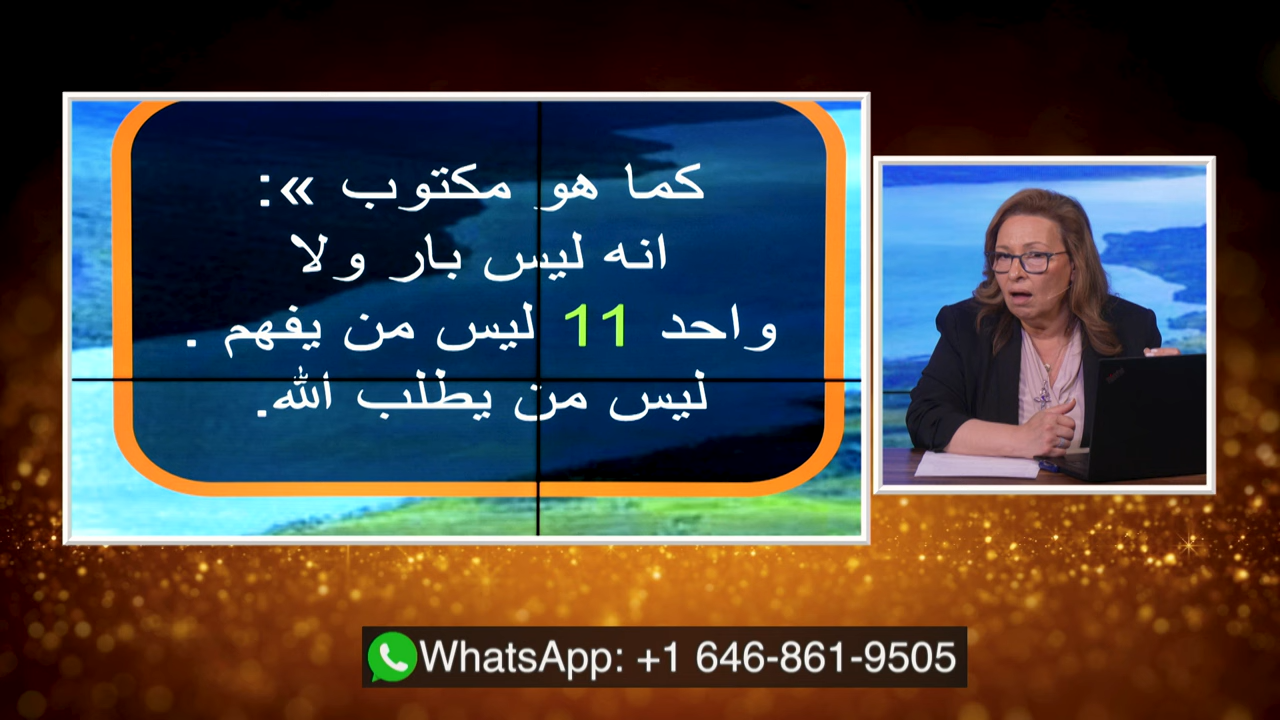 كما هو مكتوب »:
انه ليس بار ولا
واحد 11 ليس من يفهم .
ليس من يطلب الله.
WhatsApp: +1 646-861-9505